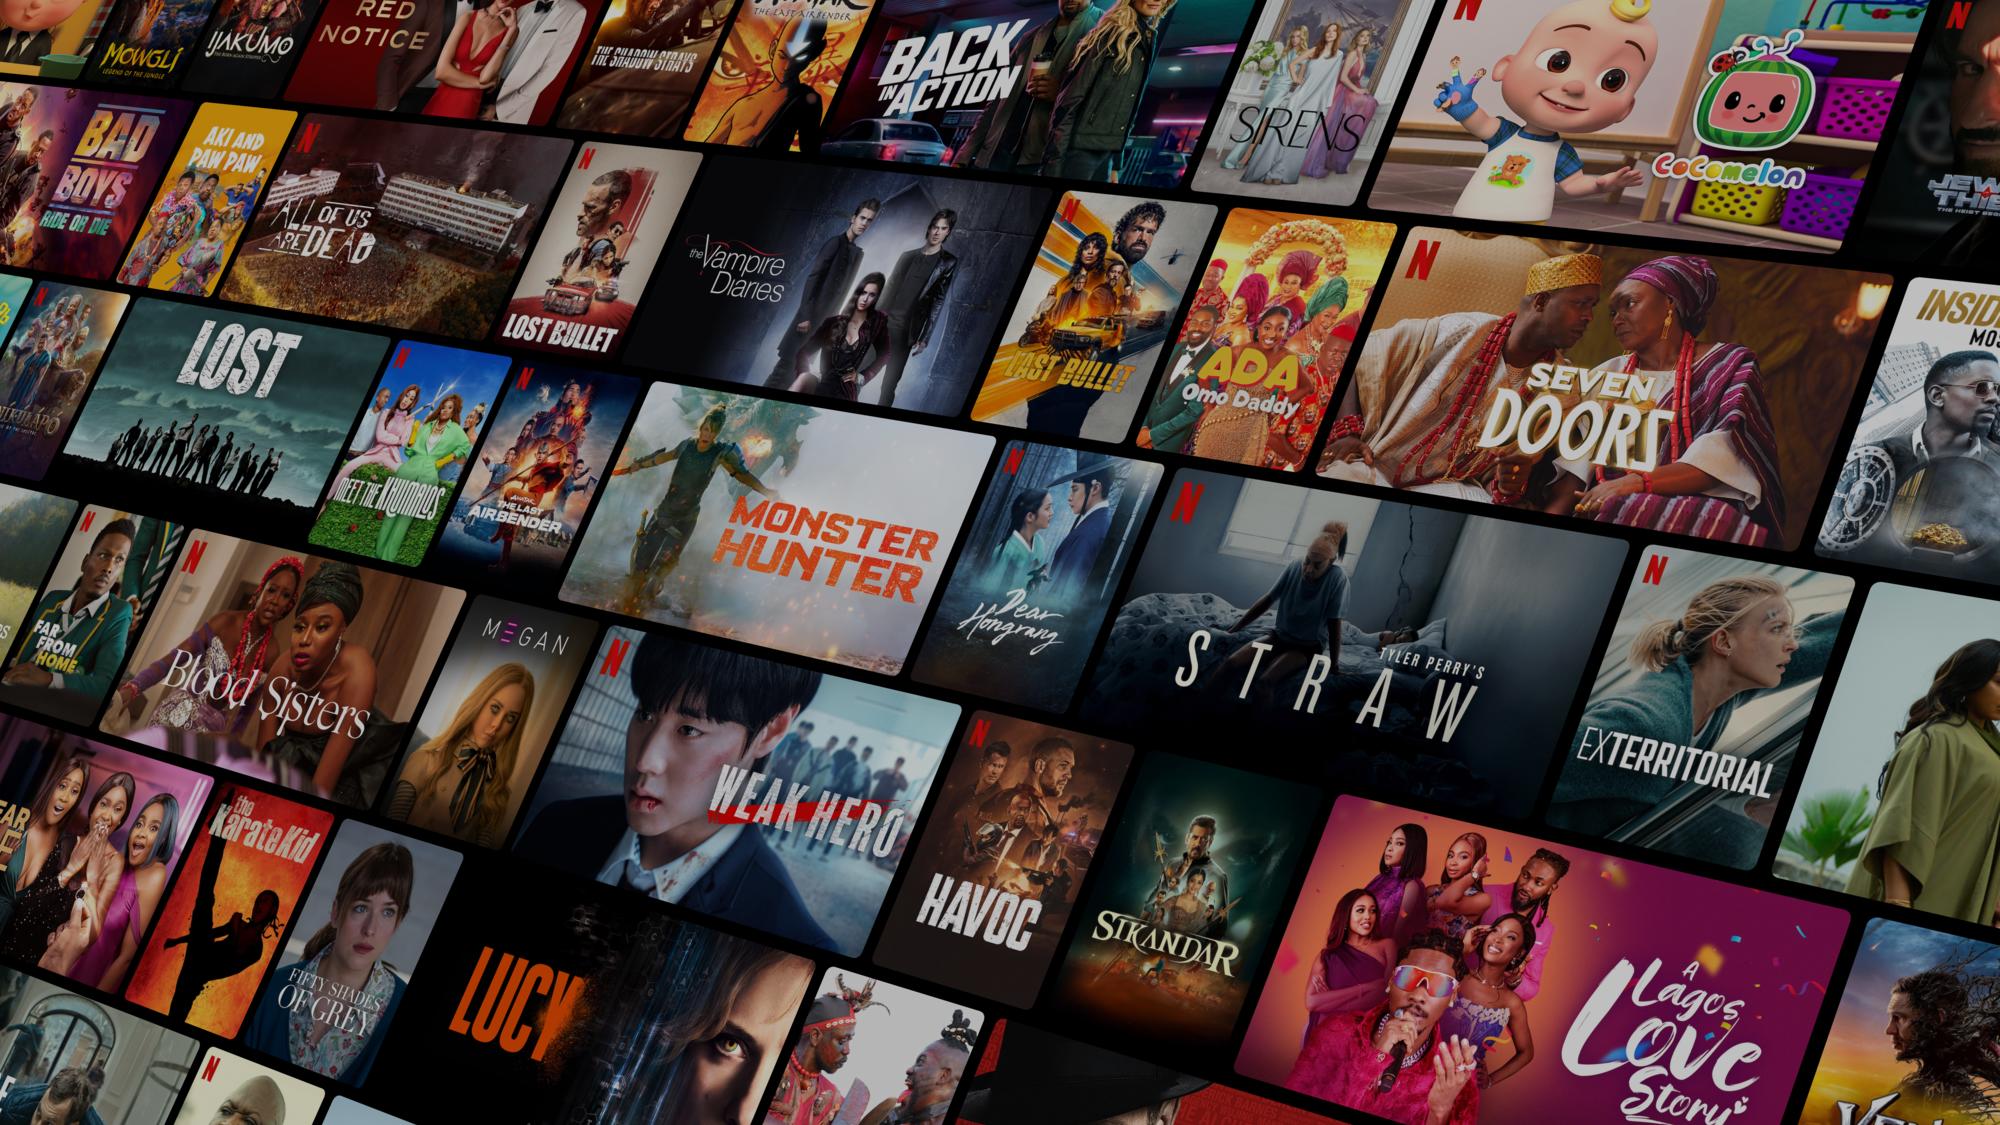 MOWGLI
LEGEND OF THE JUNGLE
IJAKUMO
RED
NOTICE
THE SHADOW STRAYS
THE LAST AIRBENDER
BACK
IN ACTION
SIRENS
CoComelon
BAD
BOYS
RIDE OR DIE
AKI AND
PAW PAW
N
ALL OF US
ARE DEAD
N
LOST BULLET
the Vampire
Diaries
N
LAST BULLET
ADA
Omo Daddy
N
SEVEN
DOORS
N
LOST
N
MEET THE KHUMALOS
N
AVATAR
THE LAST
AIRBENDER
MONSTER
HUNTER
N
Dear
Hongrang
N
TYLER PERRY'S
STRAW
N
EXTERRITORIAL
N
FAR
FROM
HOME
N
Blood Sisters
M3GAN
N
WEAK HERO
N
HAVOC
SIKANDAR
A
Lagos
Love
Story
the
Karate Kid
FIFTY SHADES
OF GREY
LUCY
N